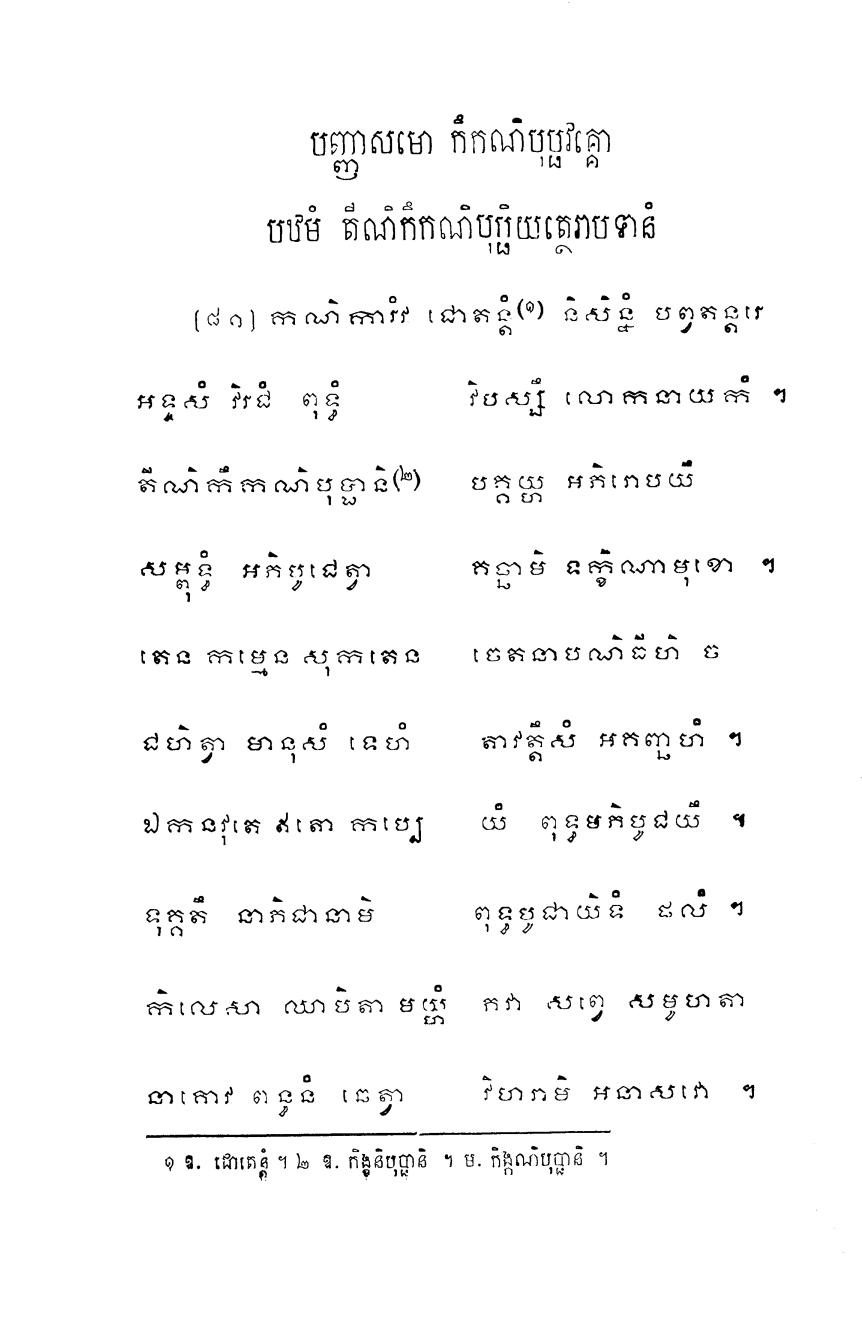 បញ្ញាសមោ កឹកណិបុប្ផវគ្គោ
បឋមំ តីណិកឹកណិបុប្ផិយត្ថេរាបទានំ
[៨១] កណិការំវ ជោតន្តំ(១) និសិន្នំ បព្វតន្តរេ
អទ្ទសំ វិរជំ ពុទ្ធំ វិបស្សឹ លោកនាយកំ ។
តីណិកឹកណិបុប្ផានិ(២) បគ្គយ្ហ អភិរោបយឹ
សម្ពុទ្ធំ អភិបូជេត្វា គច្ឆាមិ ទក្ខិណាមុខោ ។
តេន កម្មេន សុកតេន ចេតនាបណិធីហិ ច
ជហិត្វា មានុសំ ទេហំ តាវត្តឹសំ អគញ្ឆហំ ។
ឯកនវុតេ ឥតោ កប្បេ យំ ពុទ្ធមភិបូជយឹ ៕
ទុគ្គតឹ នាភិជានាមិ ពុទ្ធបូជាយិទំ ផលំ ។
កិលេសា ឈាបិតា មយ្ហំ ភវា សព្វេ សមូហតា
នាគោវ ពន្ធនំ ឆេត្វា វិហរាមិ អនាសវោ ។
១ ឧ. ជោតេន្តំ ។ ២ ឧ. កិង្ខនិបុប្ផានិ ។ ម. កិង្កណិបុប្ផានិ ។